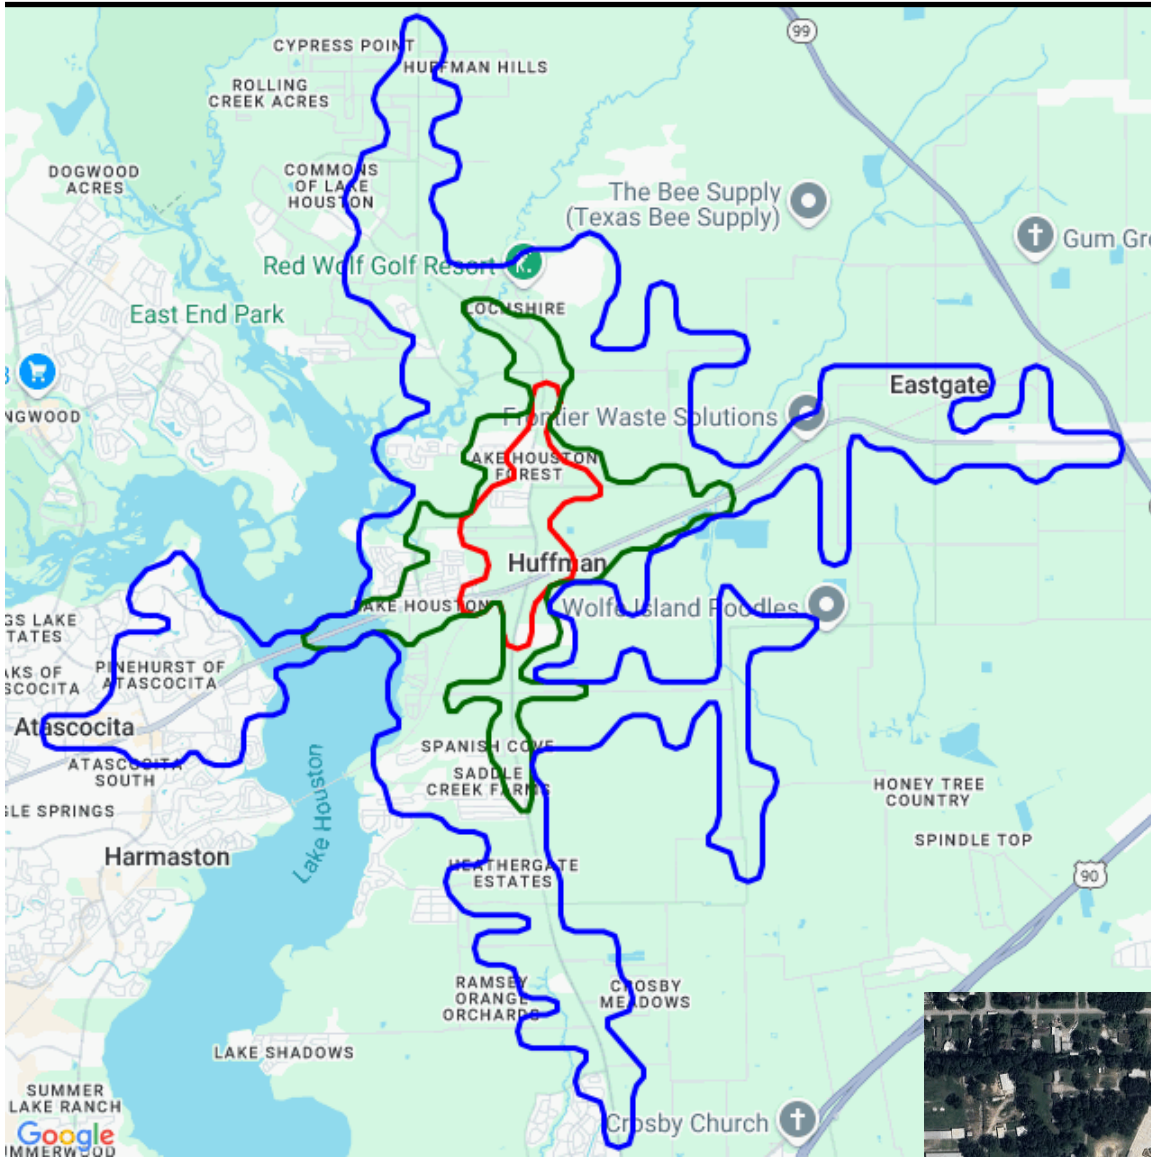 99
CYPRESS POINT
HUFFMAN HILLS
ROLLING
CREEK ACRES
DOGWOOD
ACRES
COMMONS
OF LAKE
HOUSTON
The Bee Supply
(Texas Bee Supply)
Gum Gr
Red Wolf Golf Resort
East End Park
LOCHSHIRE
Eastgate
NGWOOD
Frontier Waste Solutions
LAKE HOUSTON
FOREST
Huffman
LAKE HOUSTON
Wolfe Island Poodles
GS LAKE
TATES
AKS OF
SCOCITA
PINEHURST OF
ATASCOCITA
Atascocita
ATASCOCITA
SOUTH
SPANISH COVE
SADDLE
CREEK FARMS
Lake Houston
HONEY TREE
COUNTRY
GLE SPRINGS
SPINDLE TOP
Harmaston
HEATHERGATE
ESTATES
90
RAMSEY
ORANGE
ORCHARDS
CROSBY
MEADOWS
LAKE SHADOWS
SUMMER
LAKE RANCH
Crosby Church
Google
MMERWOOD